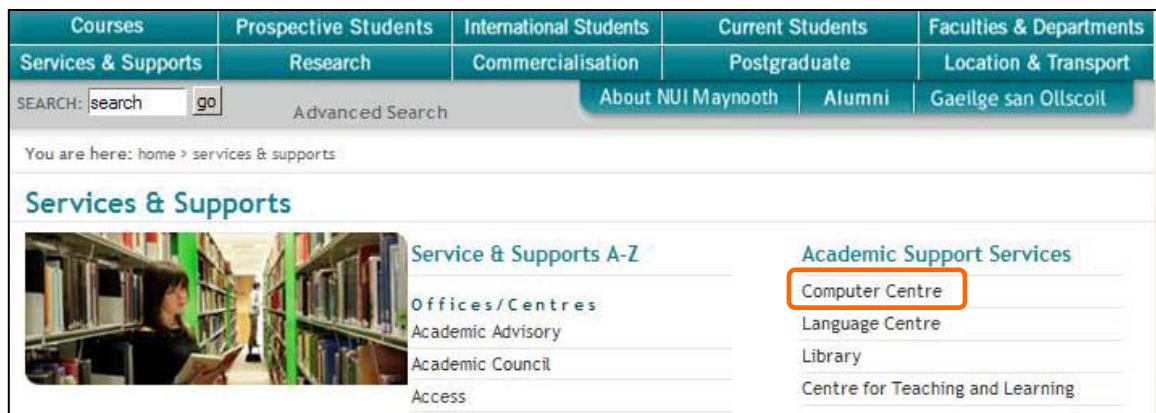 Courses Prospective Students International Students Current Students Faculties & Departments
Services & Supports Research Commercialisation Postgraduate Location & Transport
SEARCH: search go Advanced Search About NUI Maynooth Alumni Gaeilge san Ollscoil
You are here: home > services & supports
Services & Supports
Service & Supports A-Z
Offices/Centres
Academic Advisory
Academic Council
Access
Academic Support Services
Computer Centre
Language Centre
Library
Centre for Teaching and Learning